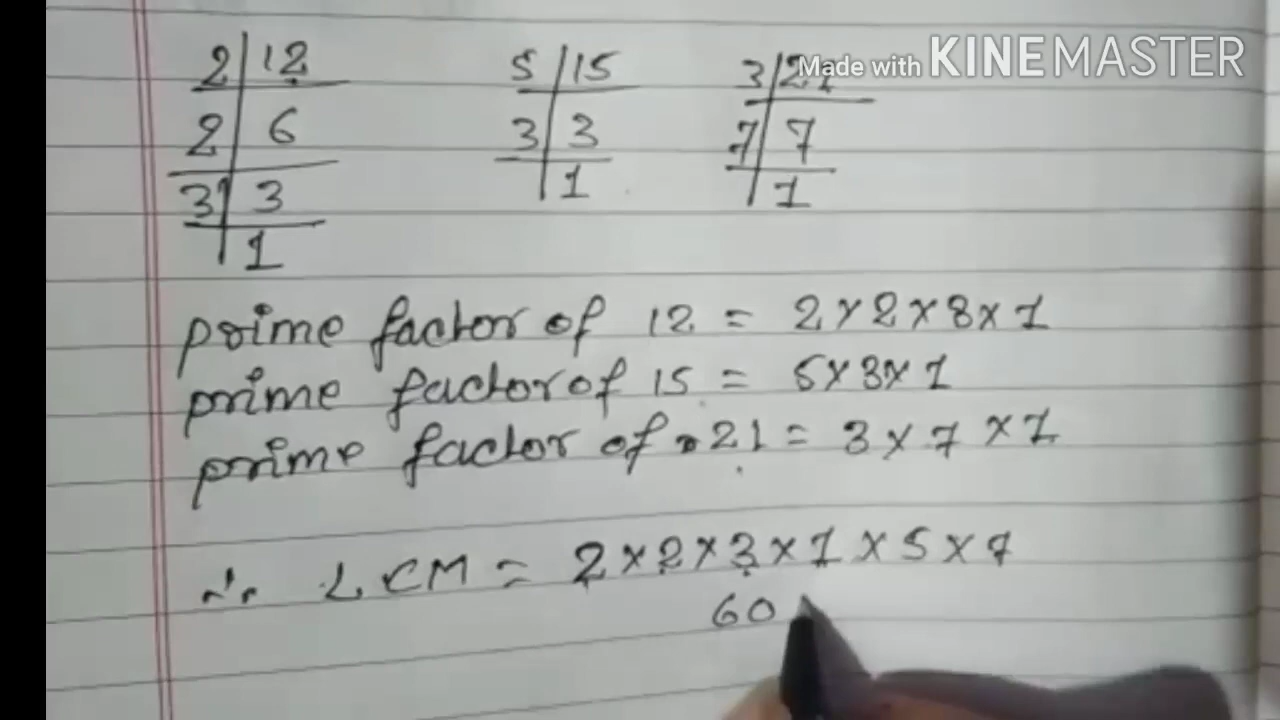 Made with KINEMASTER
2 | 12
2 | 6
3 | 3
1
5 | 15
3 | 3
1
3 | 21
7 | 7
1
prime factor of 12 = 2 × 2 × 3 × 1
prime factor of 15 = 5 × 3 × 1
prime factor of 21 = 3 × 7 × 1
∴ LCM = 2 × 2 × 3 × 1 × 5 × 7
60